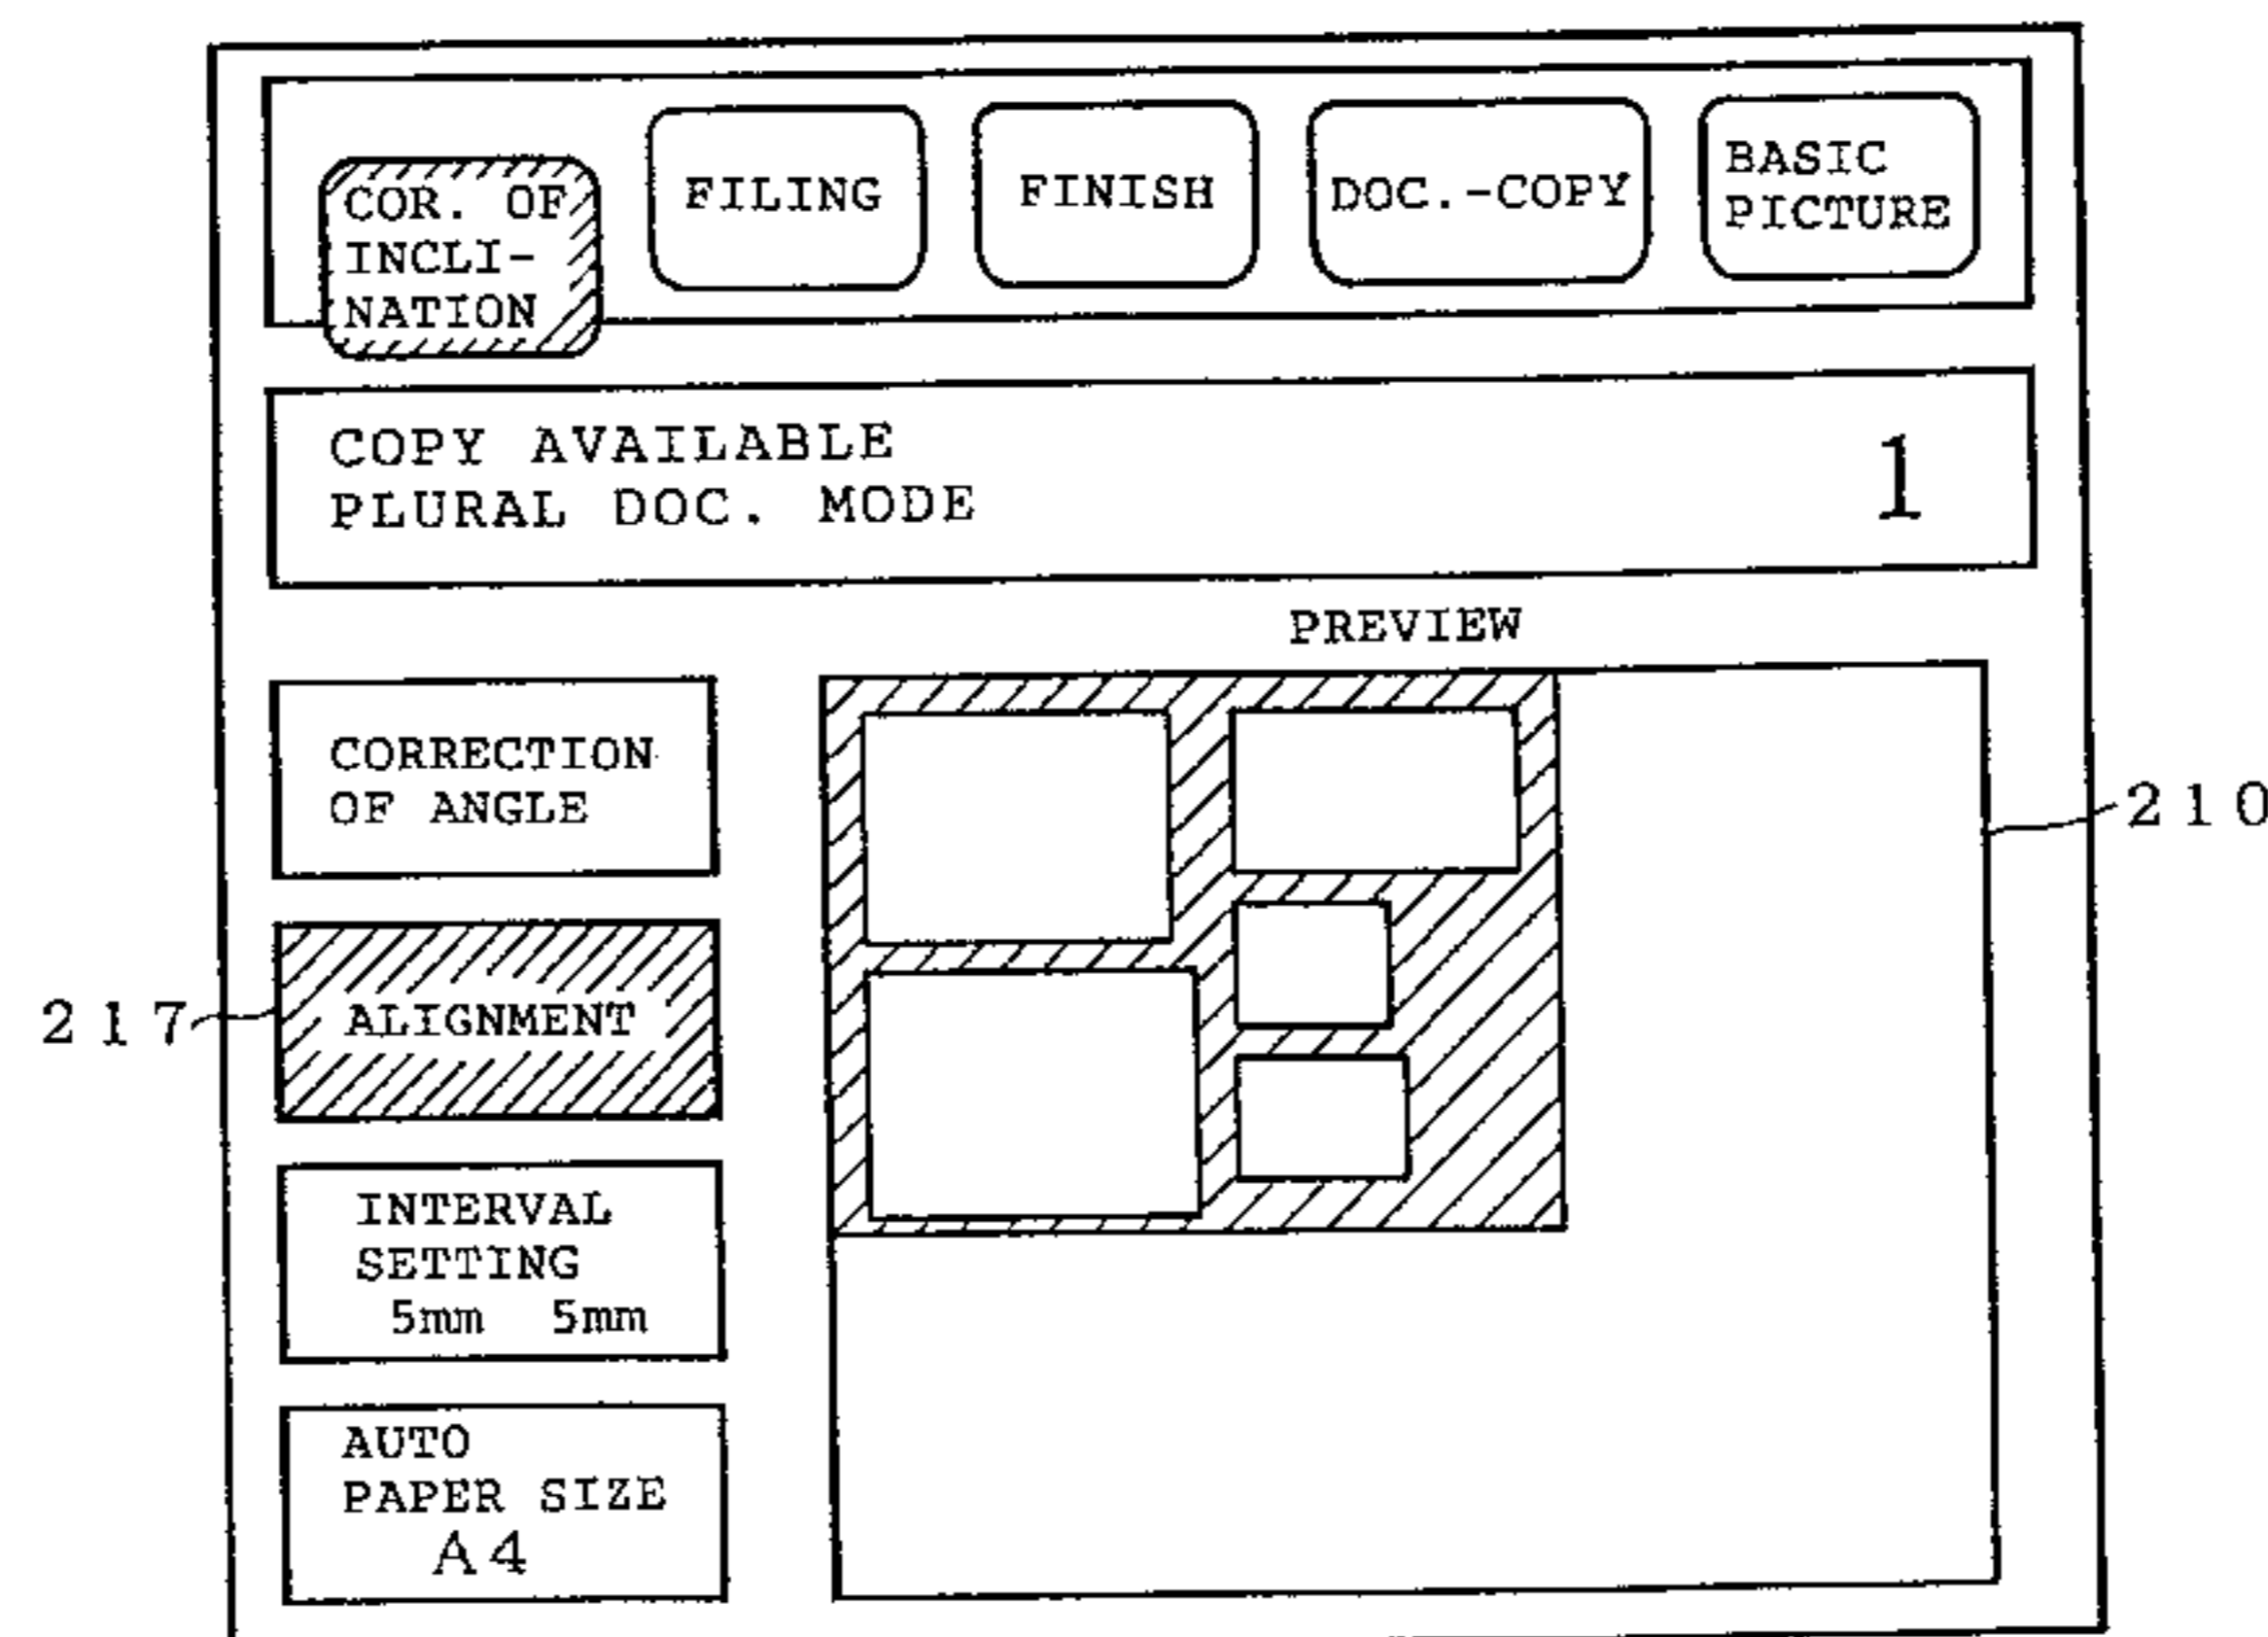 COR. OF
INCLI-
NATION
FILING
FINISH
DOC.-COPY
BASIC
PICTURE
COPY AVAILABLE
PLURAL DOC. MODE
1
PREVIEW
CORRECTION
OF ANGLE
210
217
ALIGNMENT
INTERVAL
SETTING
5mm 5mm
AUTO
PAPER SIZE
A4